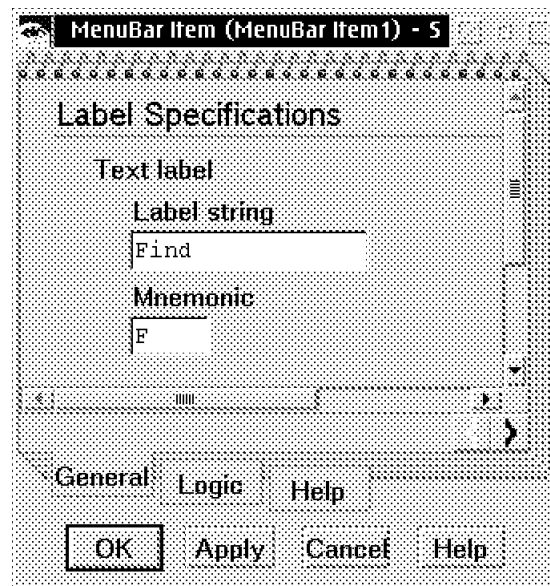 MenuBar Item (MenuBar Item1) - S
Label Specifications
Text label
Label string
Find
Mnemonic
F
General
Logic
Help
OK Apply Cancel Help